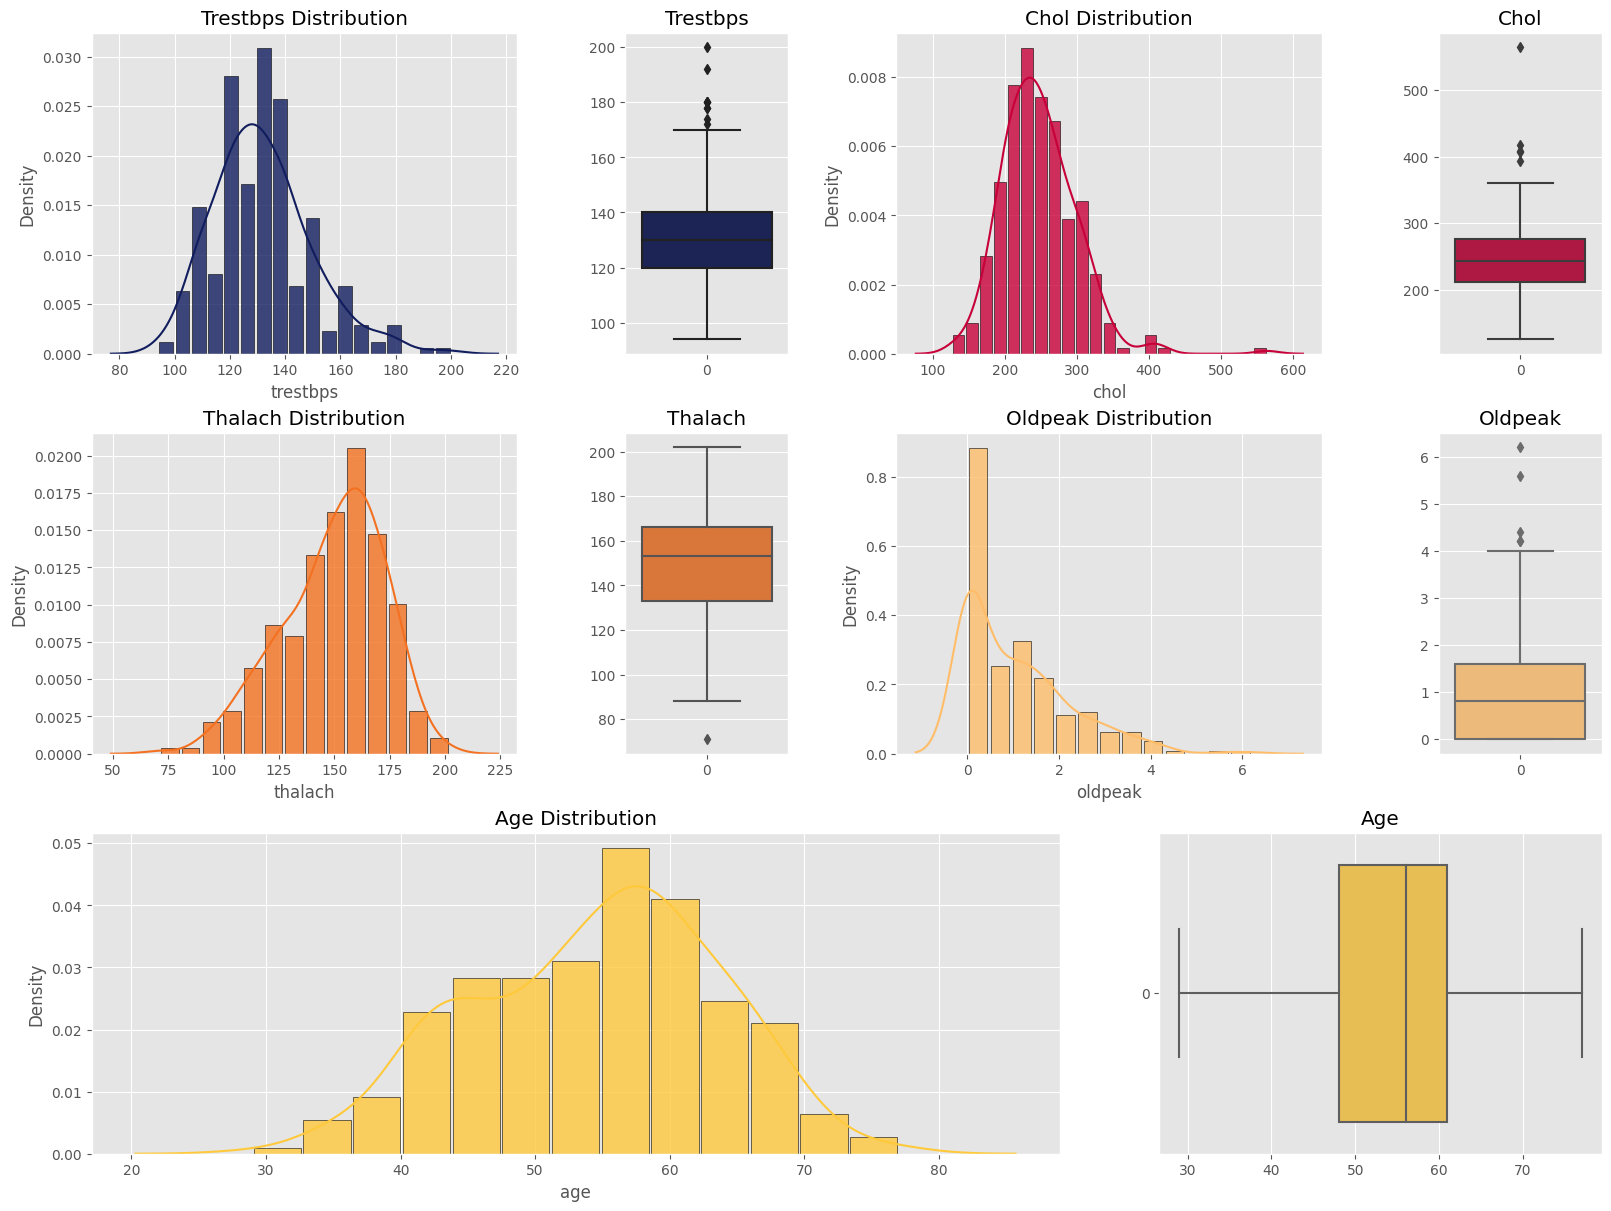 Trestbps Distribution
Trestbps
Chol Distribution
Chol
0.030
0.025
0.020
0.015
0.010
0.005
0.000
Density
80 100 120 140 160 180 200 220
trestbps
200
180
160
140
120
100
0
0.008
0.006
0.004
0.002
0.000
Density
100 200 300 400 500 600
chol
500
400
300
200
0
Thalach Distribution
Thalach
Oldpeak Distribution
Oldpeak
0.0200
0.0175
0.0150
0.0125
0.0100
0.0075
0.0050
0.0025
0.0000
Density
50 75 100 125 150 175 200 225
thalach
200
180
160
140
120
100
80
0
0.8
0.6
0.4
0.2
0.0
Density
0 2 4 6
oldpeak
6
5
4
3
2
1
0
0
Age Distribution
Age
0.05
0.04
0.03
0.02
0.01
0.00
Density
20 30 40 50 60 70 80
age
0
30 40 50 60 70